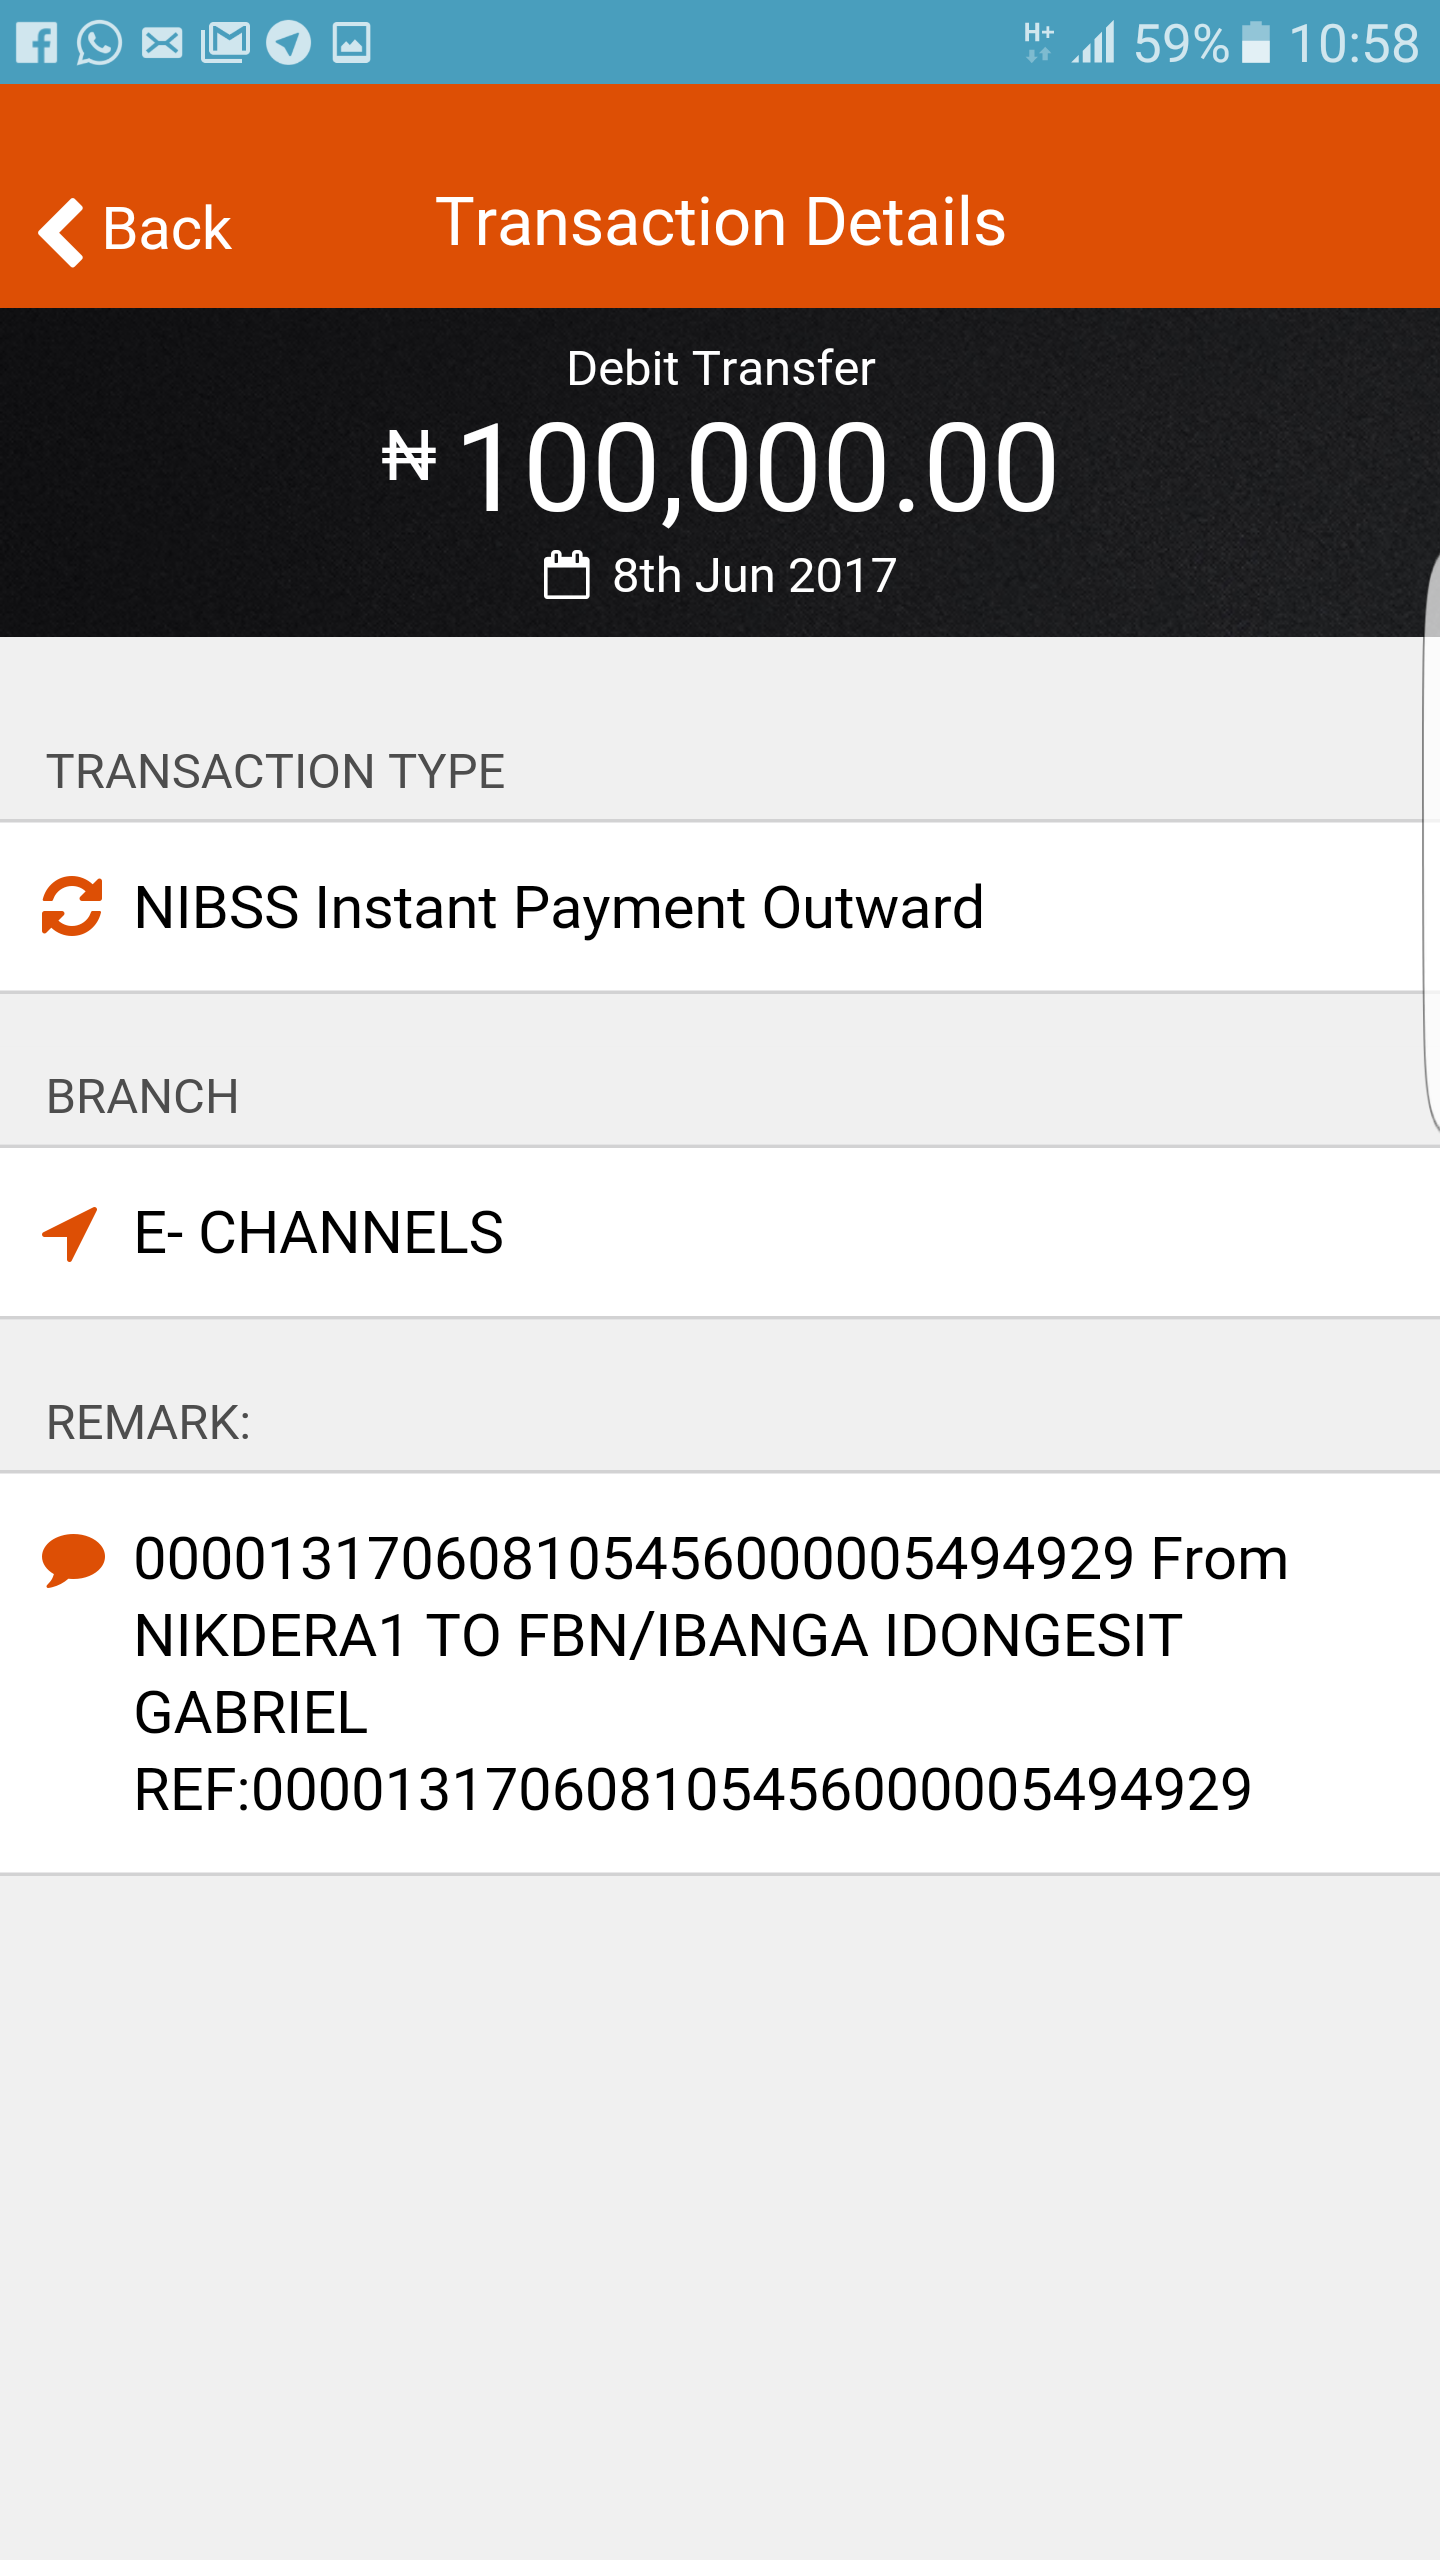 H+ 59% 10:58
Back Transaction Details
Debit Transfer
₦ 100,000.00
8th Jun 2017
TRANSACTION TYPE
NIBSS Instant Payment Outward
BRANCH
E- CHANNELS
REMARK:
000013170608105456000005494929 From
NIKDERA1 TO FBN/IBANGA IDONGESIT
GABRIEL
REF:000013170608105456000005494929